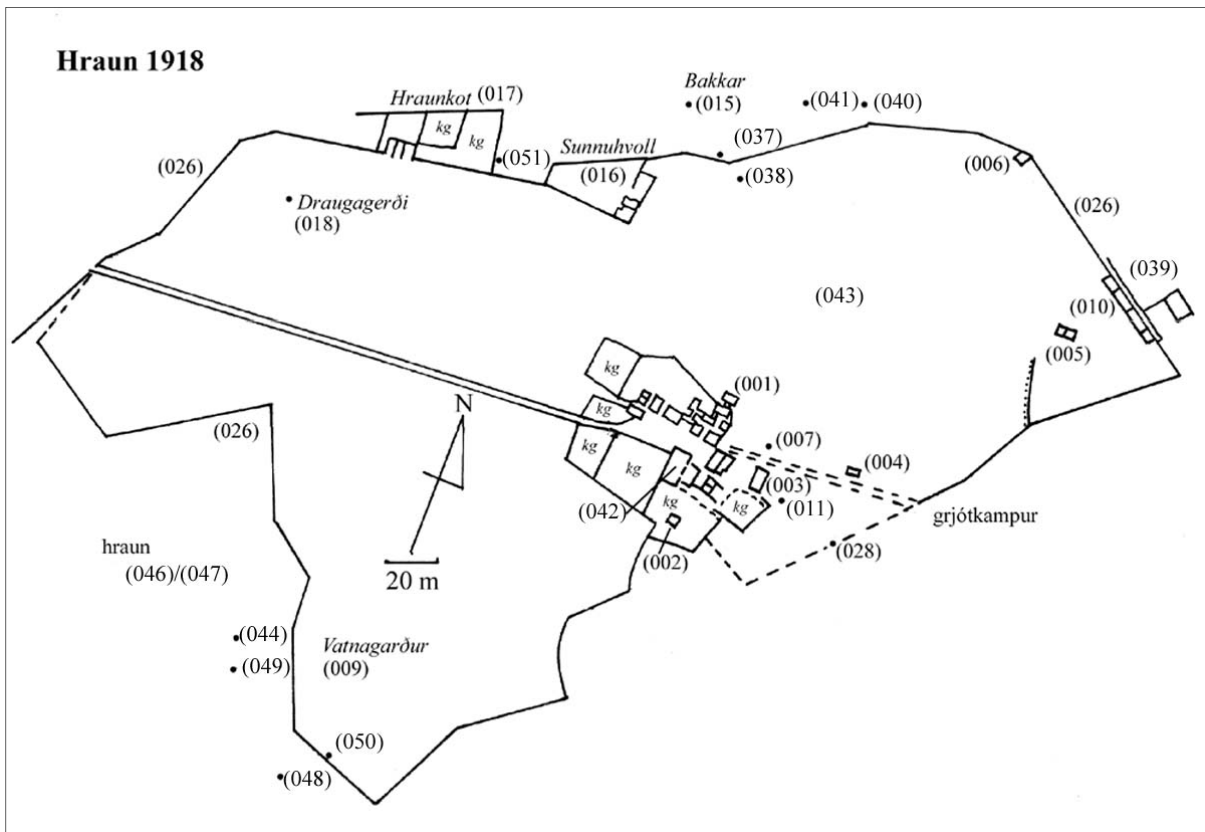 Hraun 1918
Hraunkot (017)
kg
kg
(051)
Sunnuhvoll
(016)
Bakkar
(015)
(041)
(040)
(037)
(038)
(006)
(026)
(026)
Draugagerði
(018)
(039)
(010)
(043)
(005)
kg
(001)
kg
N
(026)
kg
kg
(007)
(004)
(003)
kg
kg
(042)
(011)
grjótkampur
(002)
(028)
hraun
(046)/(047)
20 m
(044)
Vatnagarður
(049)
(009)
(050)
(048)